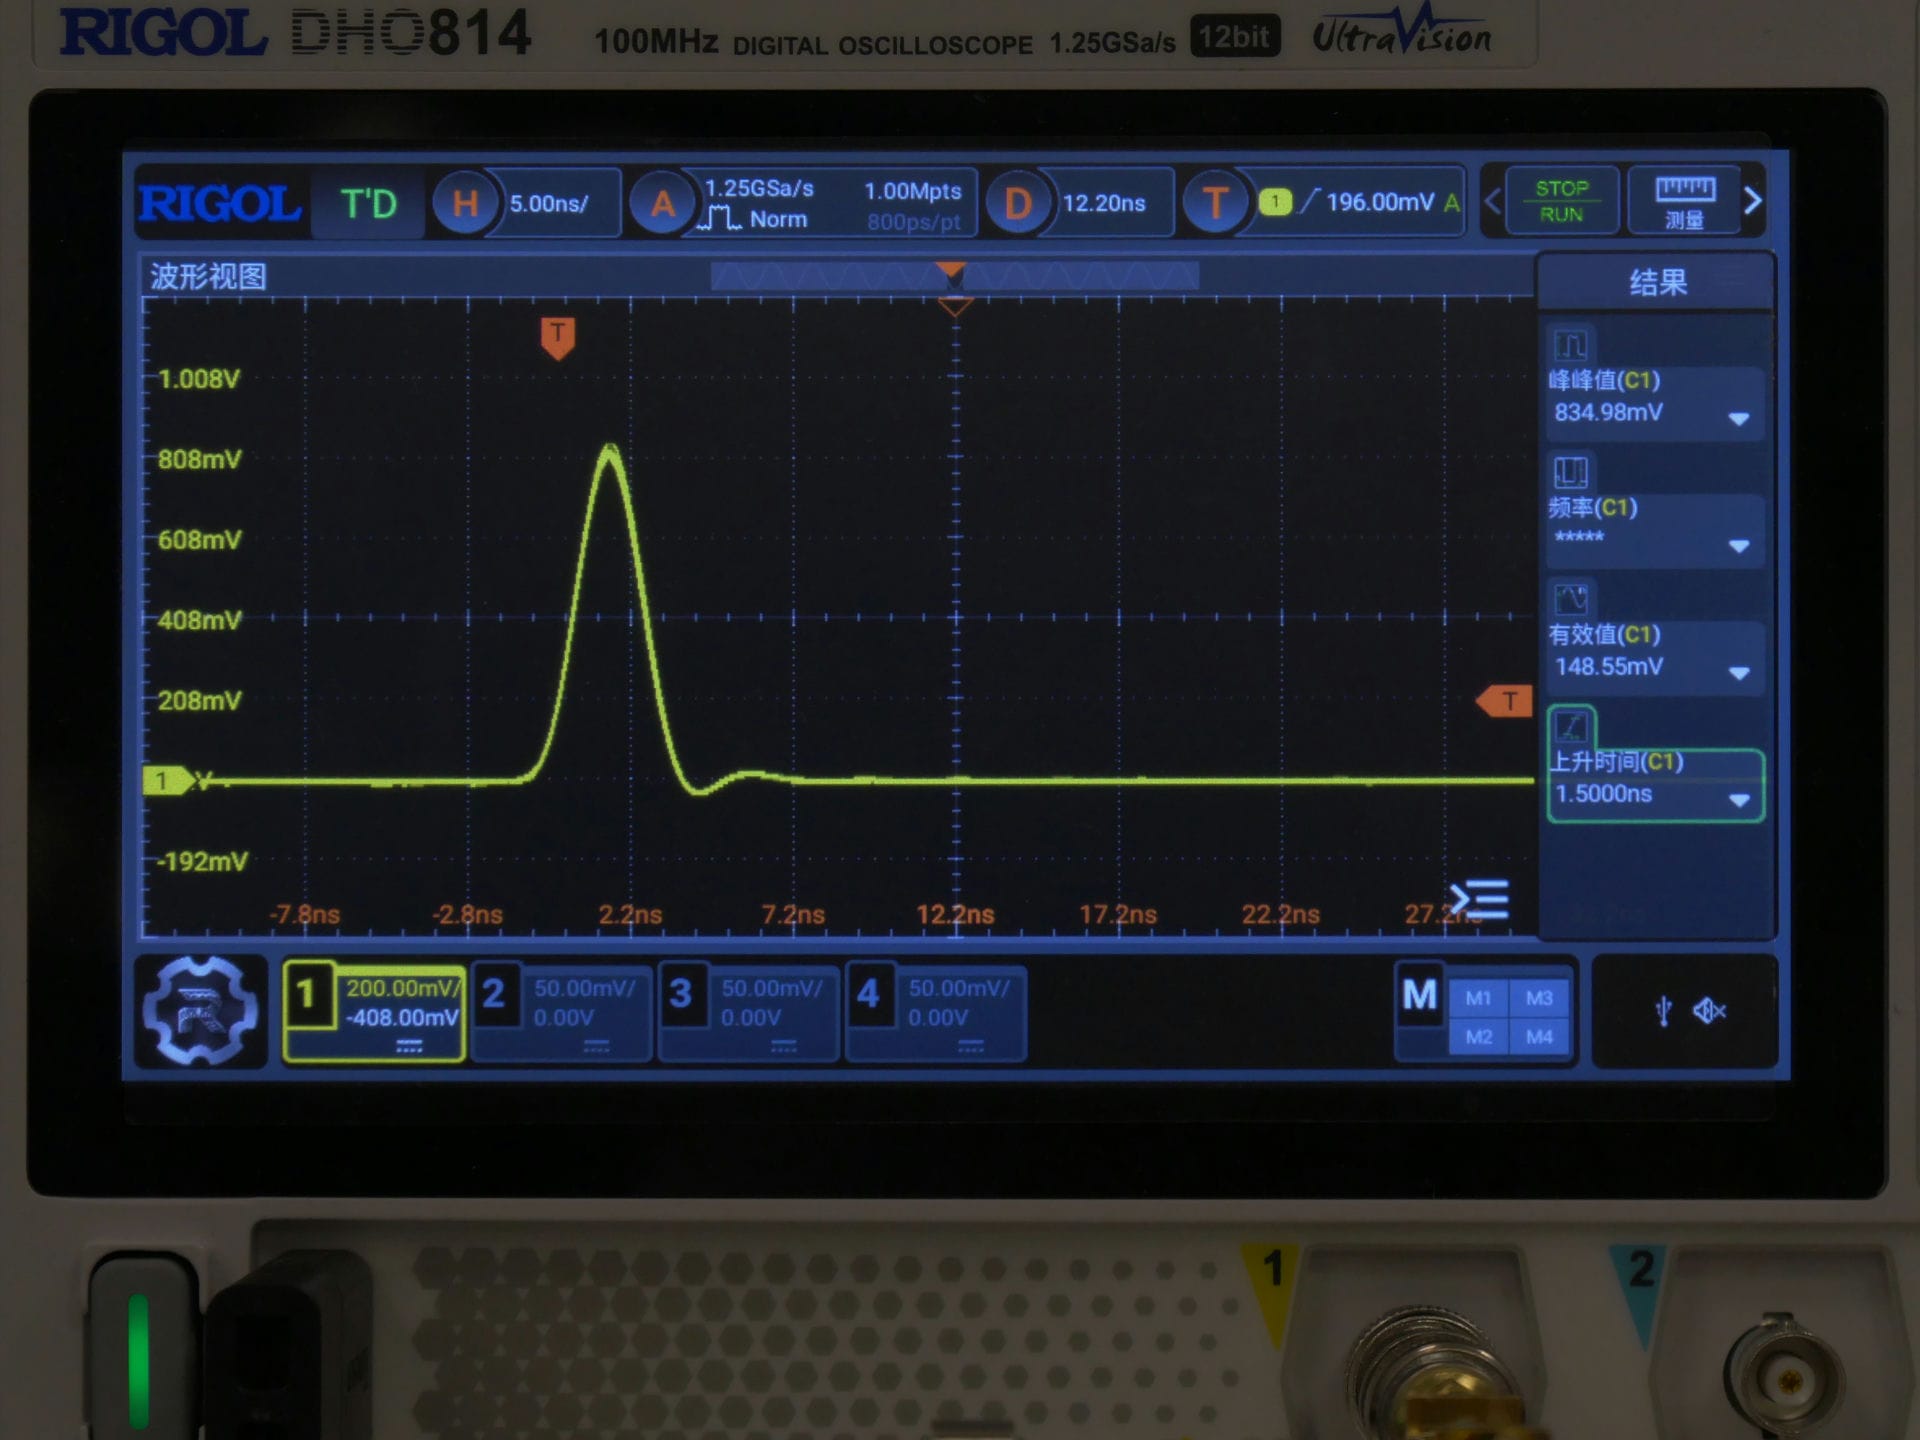 RIGOL DHO814 100MHz DIGITAL OSCILLOSCOPE 1.25GSa/s 12bit UltraVision
RIGOL T'D H 5.00ns/ A 1.25GSa/s 1.00Mpts D 12.20ns T 1 196.00mV A STOP
Norm 800ps/pt RUN 测量
波形视图 结果
T
1.008V
峰峰值(C1)
834.98mV
808mV
频率(C1)
*****
608mV
408mV
有效值(C1)
148.55mV
208mV T
上升时间(C1)
1.5000ns
1 V
-192mV
-7.8ns -2.8ns 2.2ns 7.2ns 12.2ns 17.2ns 22.2ns
1 200.00mV/ 2 50.00mV/ 3 50.00mV/ 4 50.00mV/ M M1 M3
-408.00mV 0.00V 0.00V 0.00V M2 M4
R
1 2